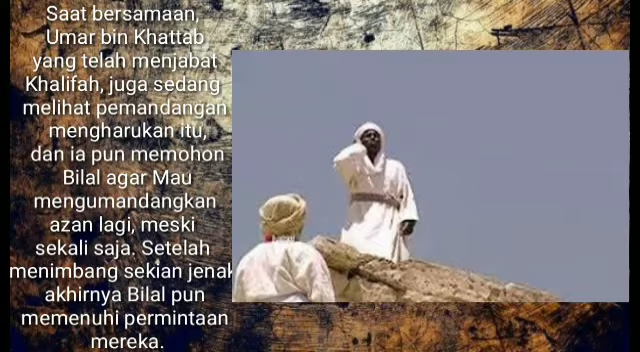 Saat bersamaan,
Umar bin Khattab
yang telah menjabat
Khalifah, juga sedang
melihat pemandangan
mengharukan itu,
dan ia pun memohon
Bilal agar Mau
mengumandangkan
azan lagi, meski
sekali saja. Setelah
menimbang sekian jenak
akhirnya Bilal pun
memenuhi permintaan
mereka.